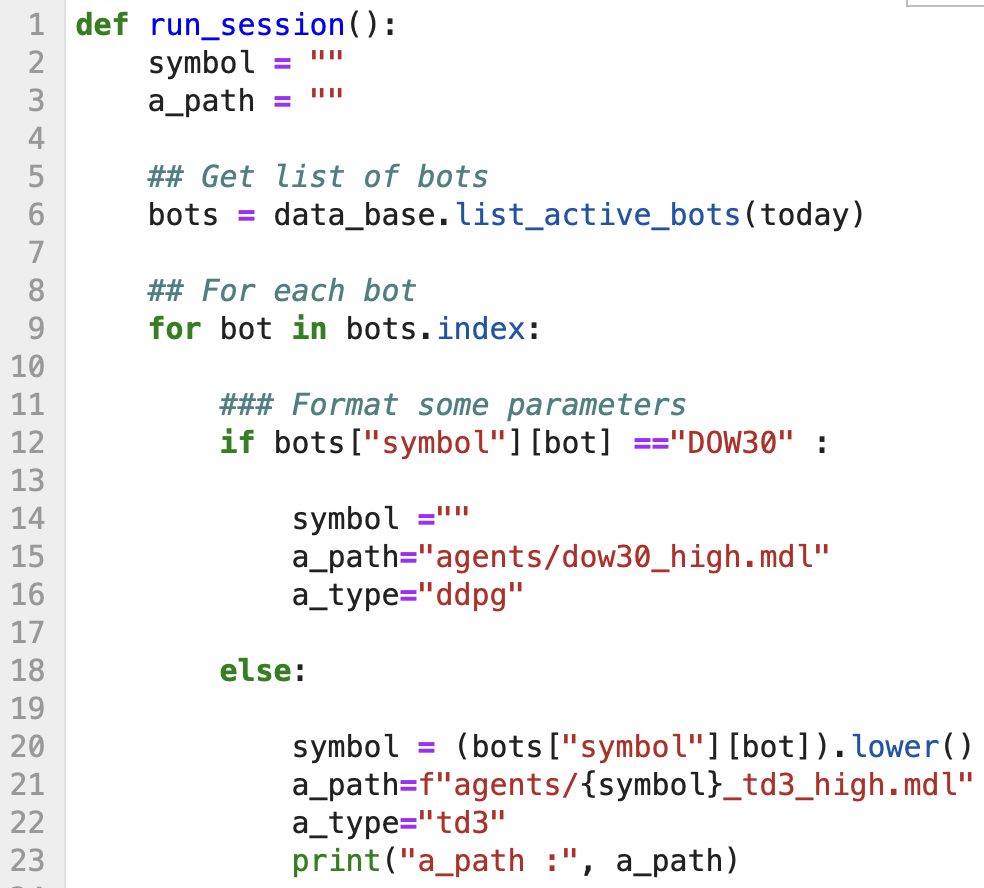 1 def run_session():
2     symbol = ""
3     a_path = ""
4
5     ## Get list of bots
6     bots = data_base.list_active_bots(today)
7
8     ## For each bot
9     for bot in bots.index:
10
11         ### Format some parameters
12         if bots["symbol"][bot] =="DOW30" :
13
14             symbol =""
15             a_path="agents/dow30_high.mdl"
16             a_type="ddpg"
17
18         else:
19
20             symbol = (bots["symbol"][bot]).lower()
21             a_path=f"agents/{symbol}_td3_high.mdl"
22             a_type="td3"
23             print("a_path :", a_path)